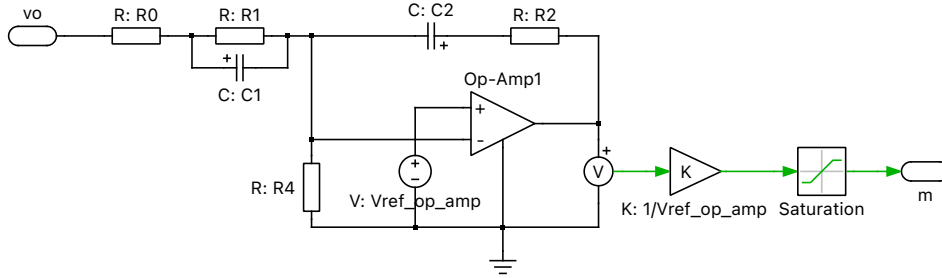 vo
R: R0
R: R1
C: C1
C: C2
R: R2
Op-Amp1
+
+
+
-
+
-
+
R: R4
V: Vref_op_amp
V
K
K: 1/Vref_op_amp
Saturation
m